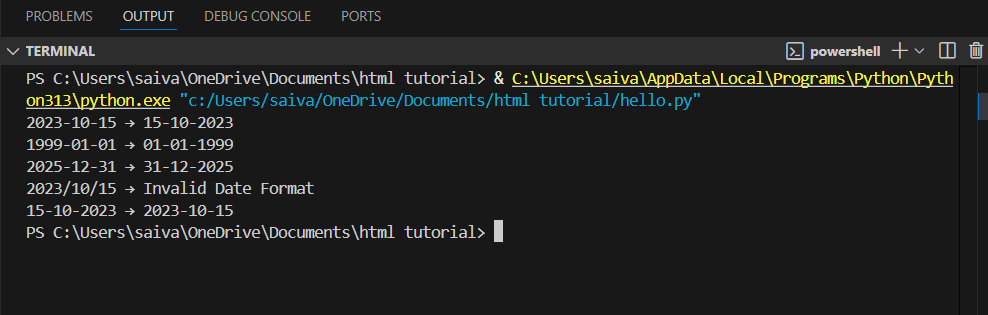 PROBLEMS OUTPUT DEBUG CONSOLE PORTS
TERMINAL powershell
PS C:\Users\saiva\OneDrive\Documents\html tutorial> & C:\Users\saiva\AppData\Local\Programs\Python\Pyth
on313\python.exe "c:/Users/saiva/OneDrive/Documents/html tutorial/hello.py"
2023-10-15 → 15-10-2023
1999-01-01 → 01-01-1999
2025-12-31 → 31-12-2025
2023/10/15 → Invalid Date Format
15-10-2023 → 2023-10-15
PS C:\Users\saiva\OneDrive\Documents\html tutorial>